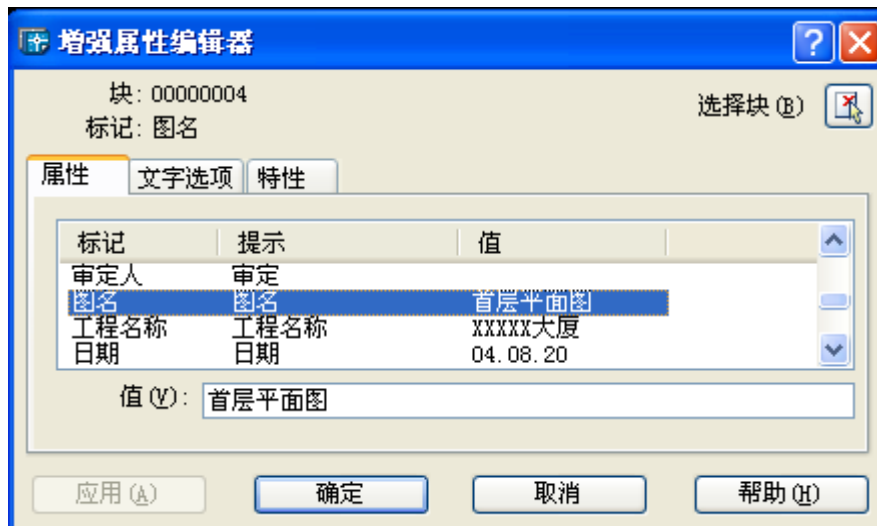 增强属性编辑器
块: 00000004
标记: 图名
选择块(B)
属性 文字选项 特性
标记 提示 值
审定人 审定
图名 图名 首层平面图
工程名称 工程名称 XXXXX大厦
日期 日期 04.08.20
值(V): 首层平面图
应用(A) 确定 取消 帮助(H)